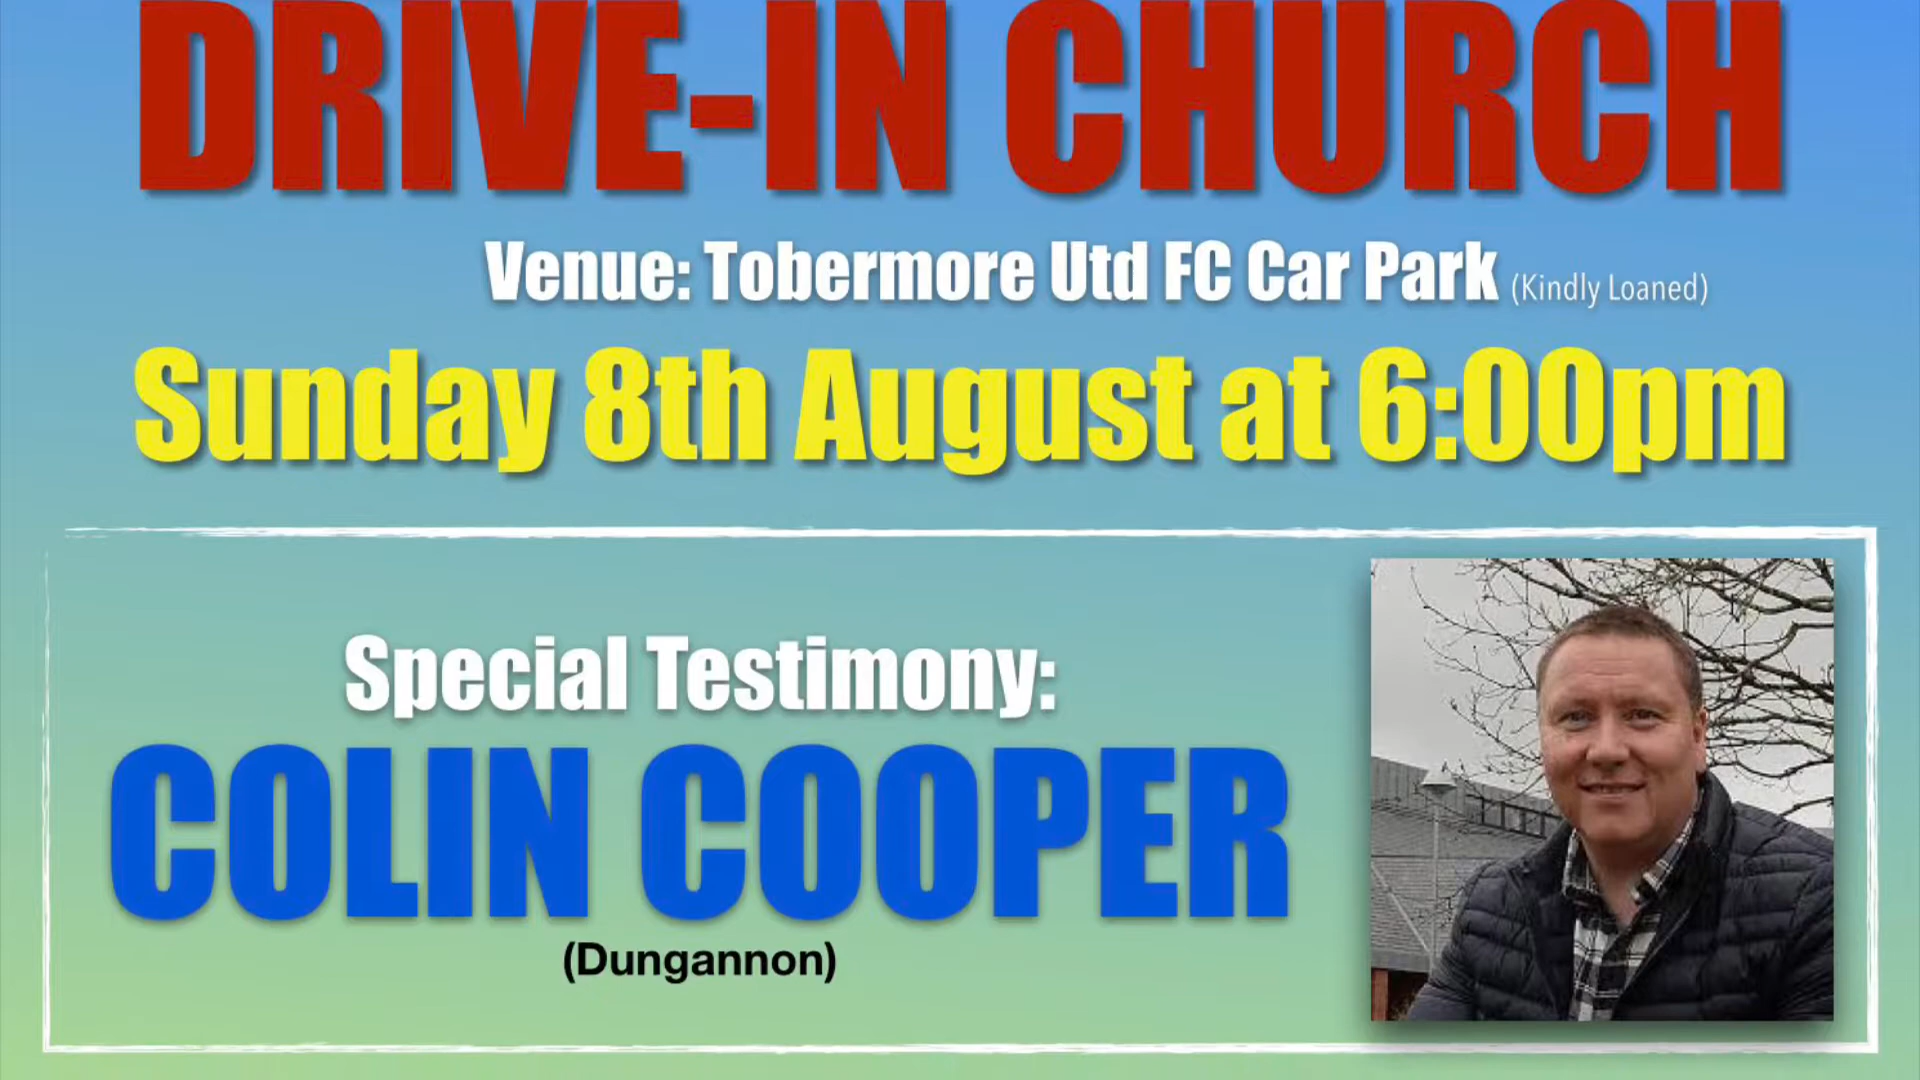 DRIVE-IN CHURCH
Venue: Tobermore Utd FC Car Park (Kindly Loaned)
Sunday 8th August at 6:00pm
Special Testimony:
COLIN COOPER
(Dungannon)